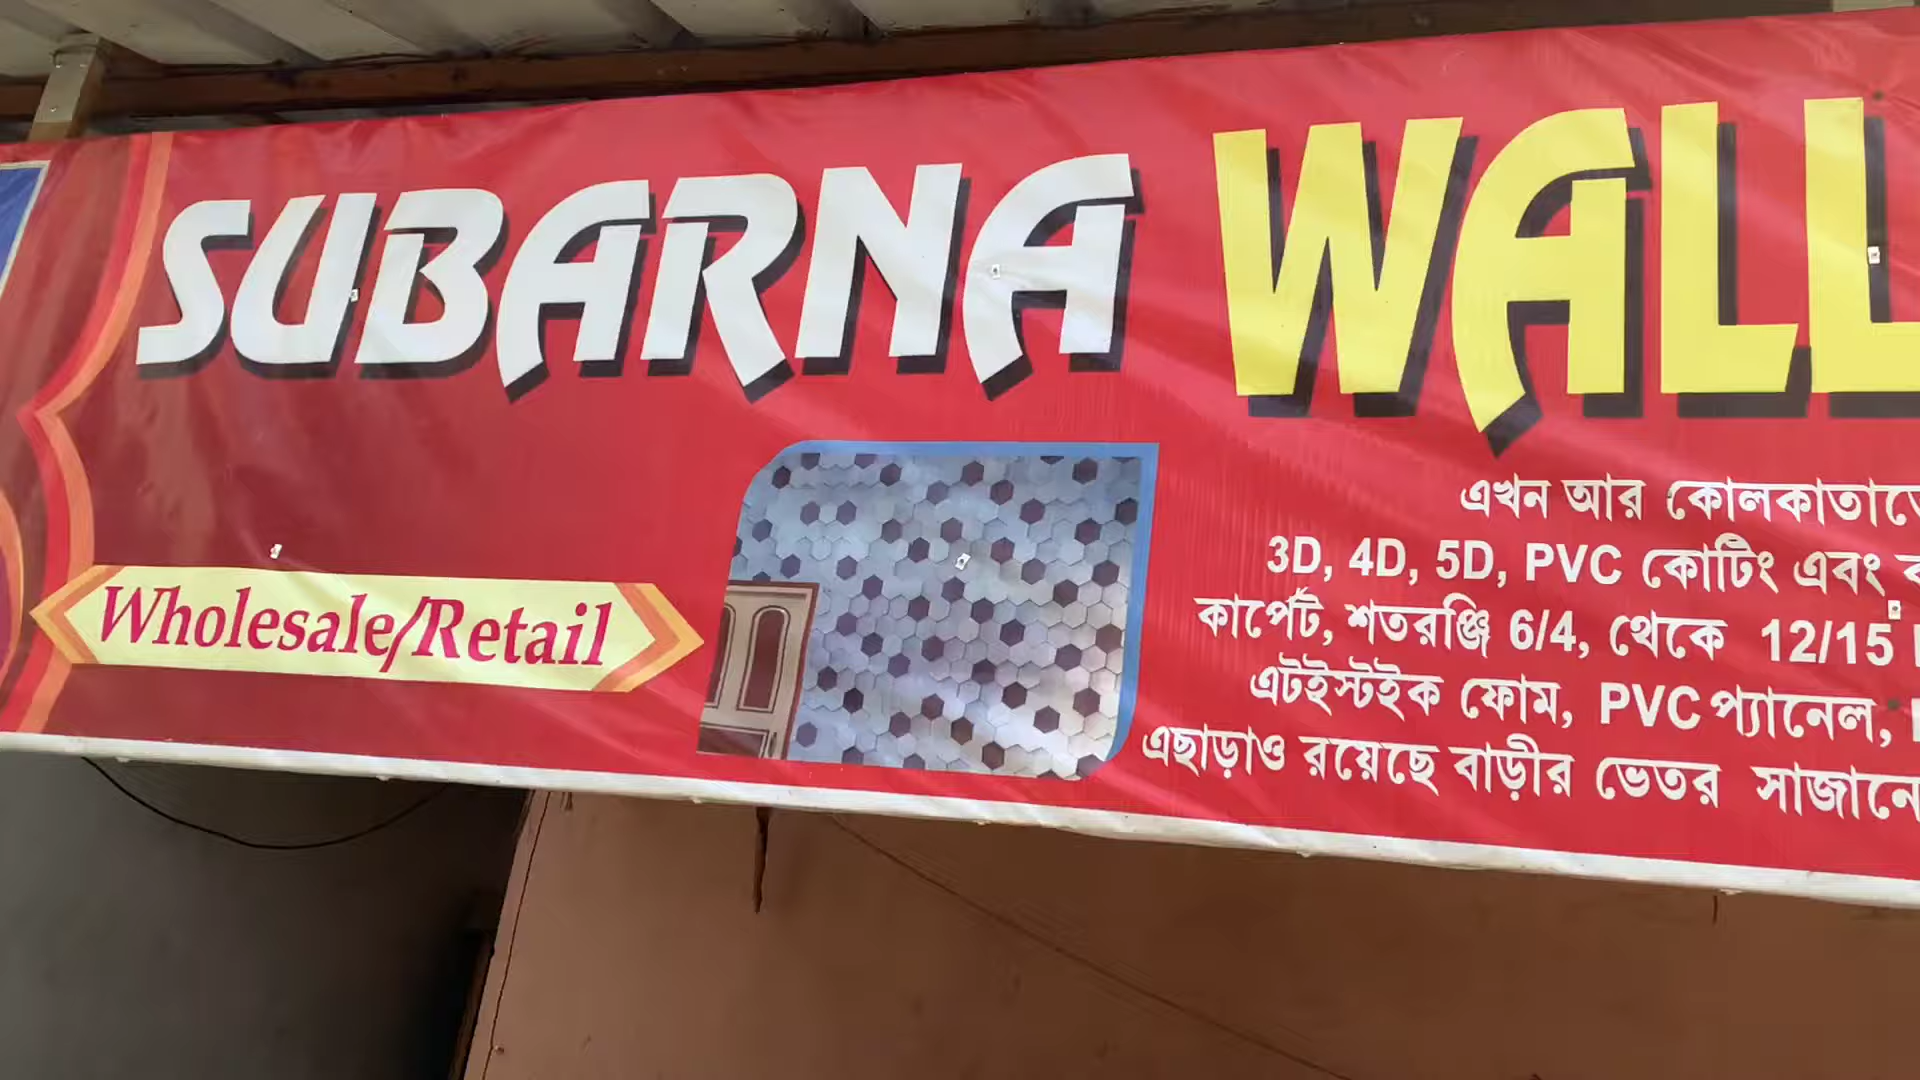 SUBARNA WALL
Wholesale/Retail
এখন আর কোলকাতাতে
3D, 4D, 5D, PVC কোটিং এবং
কার্পেট, শতরঞ্জি 6/4, থেকে 12/15
এটইস্টইক ফোম, PVC প্যানেল,
এছাড়াও রয়েছে বাড়ীর ভেতর সাজানো